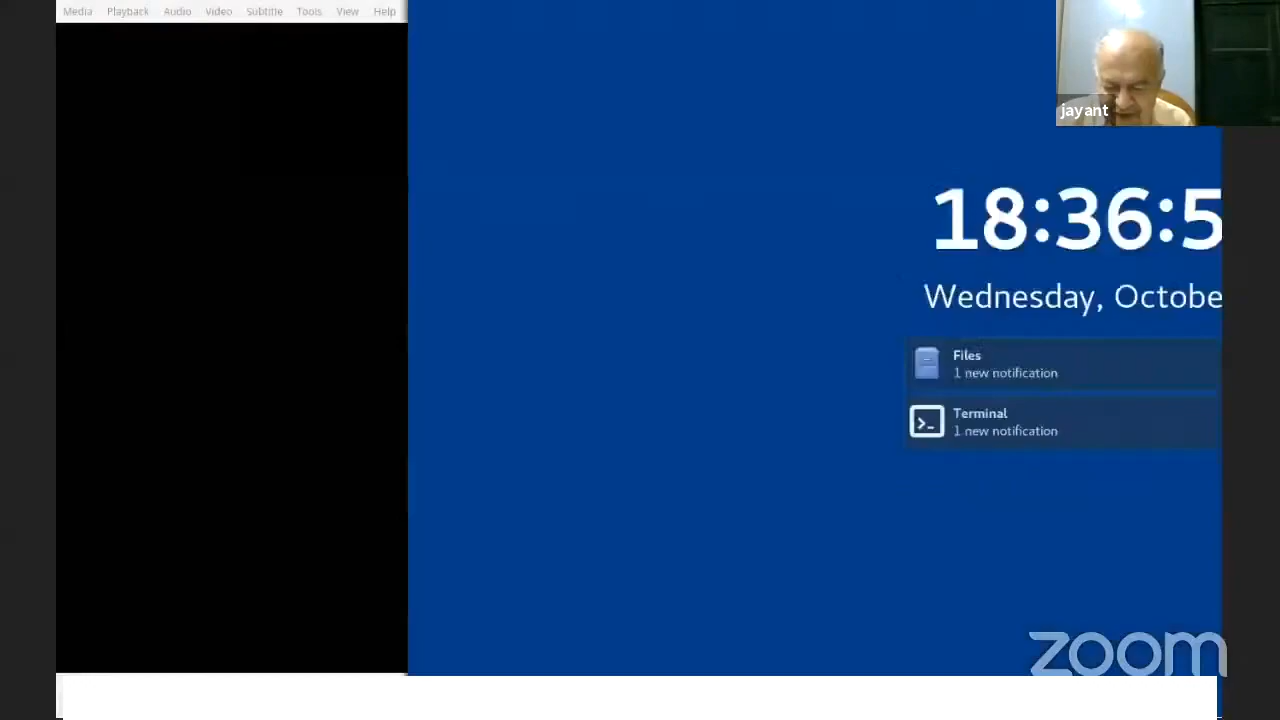 Media Playback Audio Video Subtitle Tools View Help
jayant
18:36:5
Wednesday, Octobe
Files
1 new notification
Terminal
1 new notification
zoom